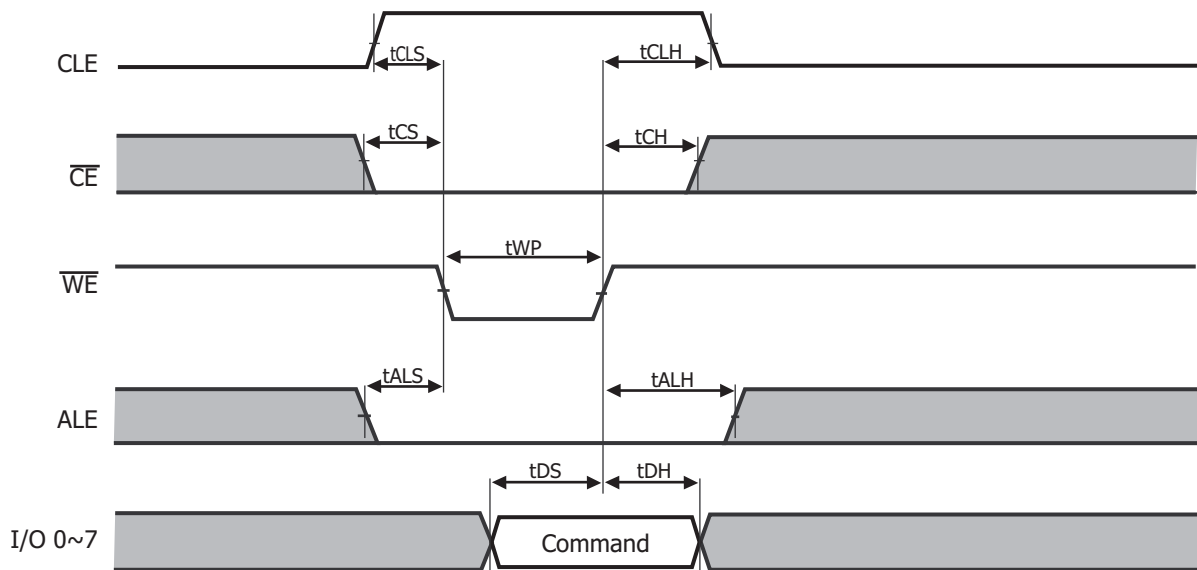 tCLS
tCLH
CLE
tCS
tCH
CE
tWP
WE
tALS
tALH
ALE
tDS
tDH
I/O 0~7
Command